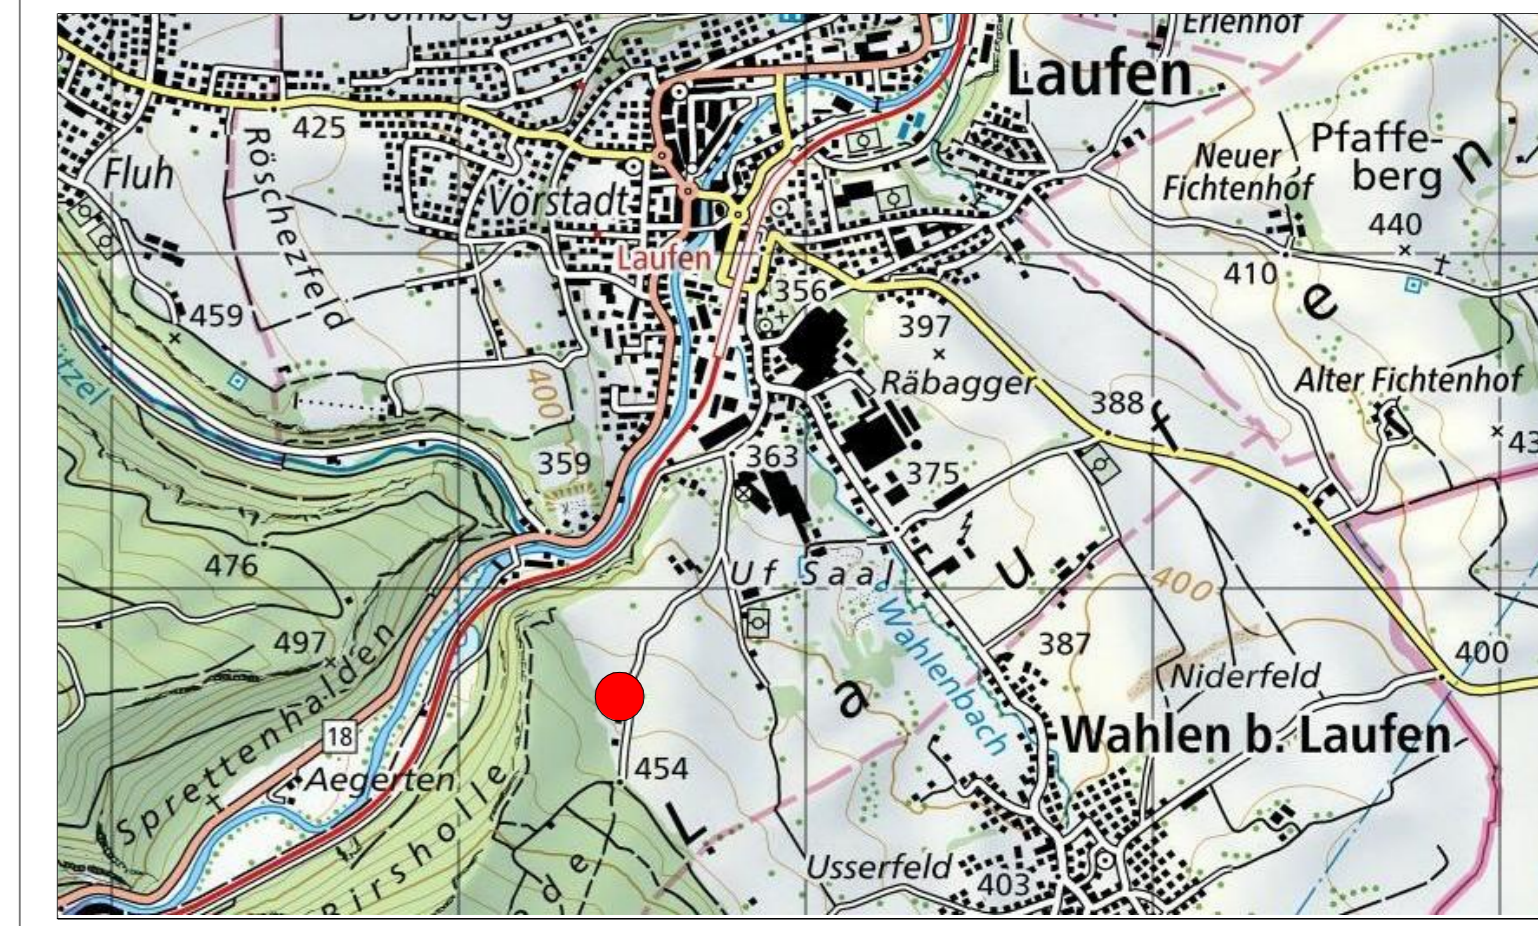 Bromberg
Erlenhof
Laufen
425
Röschezfeld
Fluh
Vorstadt
Neuer
Fichtenhof
Pfaffe-
berg
n
440
Laufen
410
356
e
459
397
Räbagger
Alter Fichtenhof
400
388
f
359
363
375
476
Uf Saal
u
400
Wahlenbach
497
387
400
Niderfeld
a
Sprettenhalden
18
Wahlen b. Laufen
Aegerten
454
L
Birsholle
Usserfeld
403